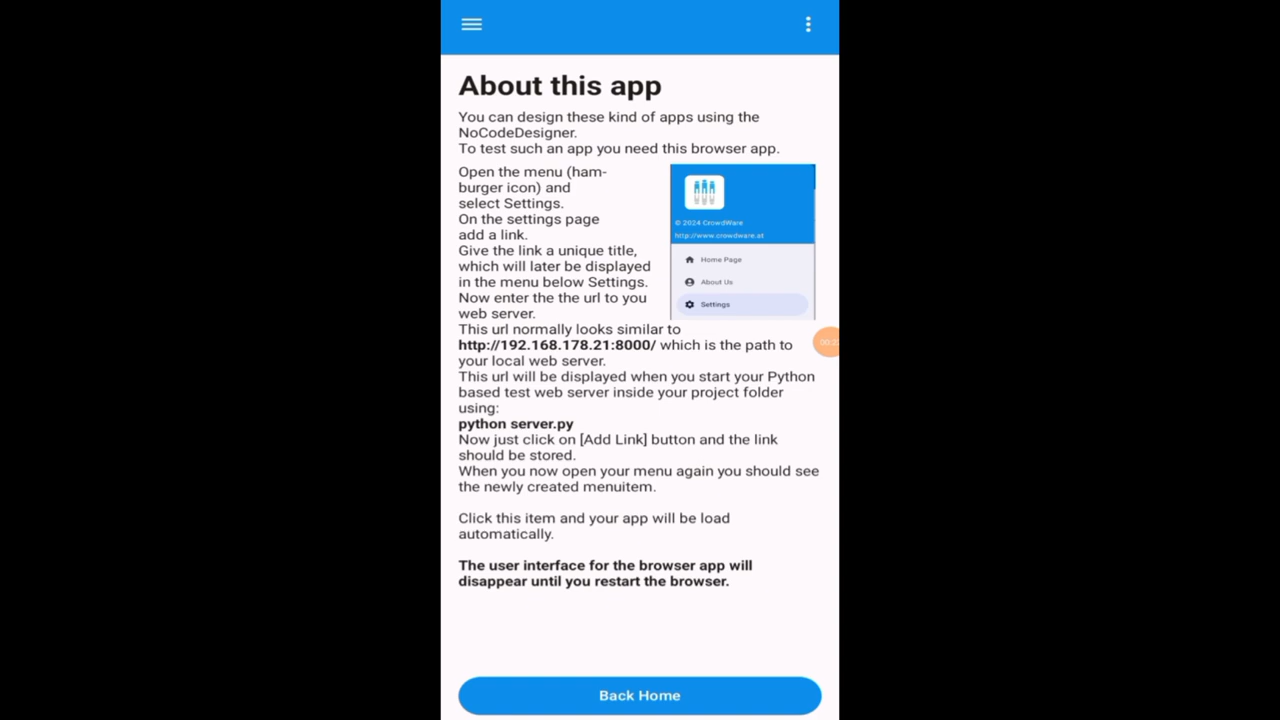 About this app
You can design these kind of apps using the
NoCodeDesigner.
To test such an app you need this browser app.
Open the menu (ham-
burger icon) and
select Settings.
On the settings page
add a link.
Give the link a unique title,
which will later be displayed
in the menu below Settings.
Now enter the the url to you
web server.
© 2024 CrowdWare
http://www.crowdware.at
Home Page
About Us
Settings
This url normally looks similar to
http://192.168.178.21:8000/ which is the path to
your local web server.
This url will be displayed when you start your Python
based test web server inside your project folder
using:
python server.py
Now just click on [Add Link] button and the link
should be stored.
When you now open your menu again you should see
the newly created menuitem.
Click this item and your app will be load
automatically.
The user interface for the browser app will
disappear until you restart the browser.
Back Home